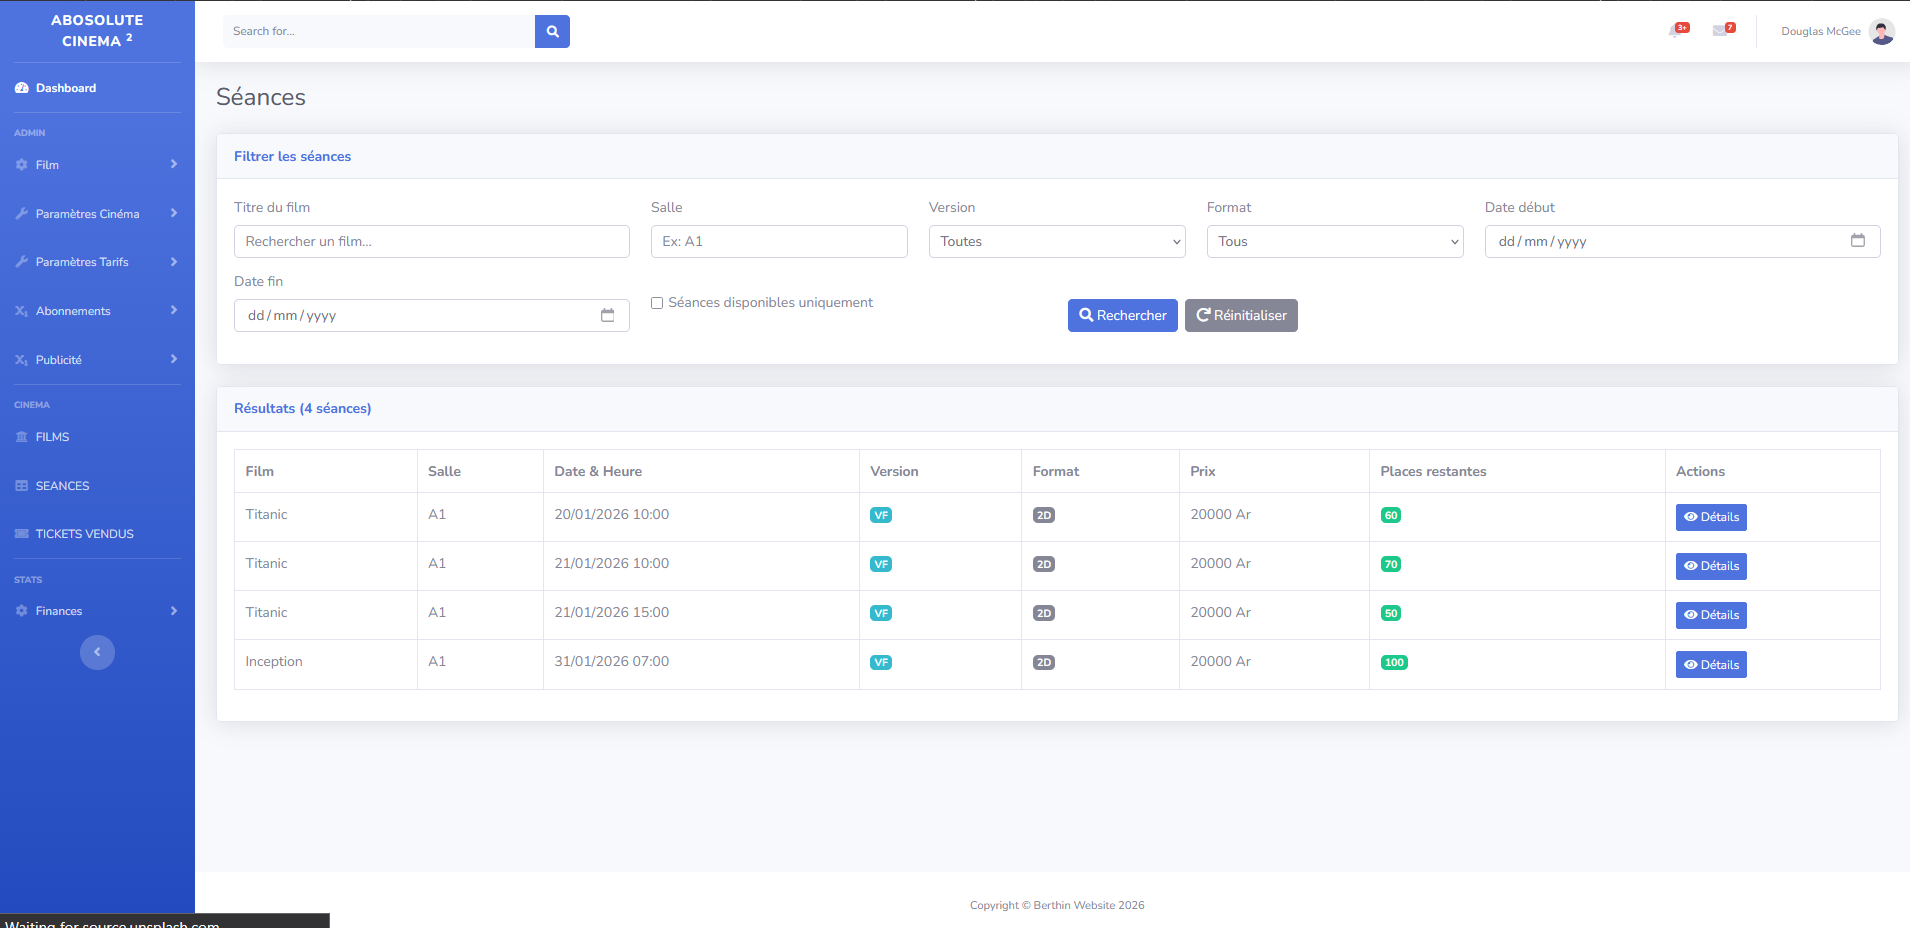 ABOSOLUTE
CINEMA 2
Search for...
3+
7
Douglas McGee
Dashboard
ADMIN
Film
Paramètres Cinéma
Paramètres Tarifs
Abonnements
Publicité
CINEMA
FILMS
SEANCES
TICKETS VENDUS
STATS
Finances
Séances
Filtrer les séances
Titre du film
Salle
Version
Format
Date début
Rechercher un film...
Ex: A1
Toutes
Tous
dd/mm/yyyy
Date fin
dd/mm/yyyy
Séances disponibles uniquement
Rechercher
Réinitialiser
Résultats (4 séances)
Film Salle Date & Heure Version Format Prix Places restantes Actions
Titanic A1 20/01/2026 10:00 VF 2D 20000 Ar 60 Détails
Titanic A1 21/01/2026 10:00 VF 2D 20000 Ar 70 Détails
Titanic A1 21/01/2026 15:00 VF 2D 20000 Ar 50 Détails
Inception A1 31/01/2026 07:00 VF 2D 20000 Ar 100 Détails
Copyright © Berthin Website 2026
Waiting for source.unsplash.com